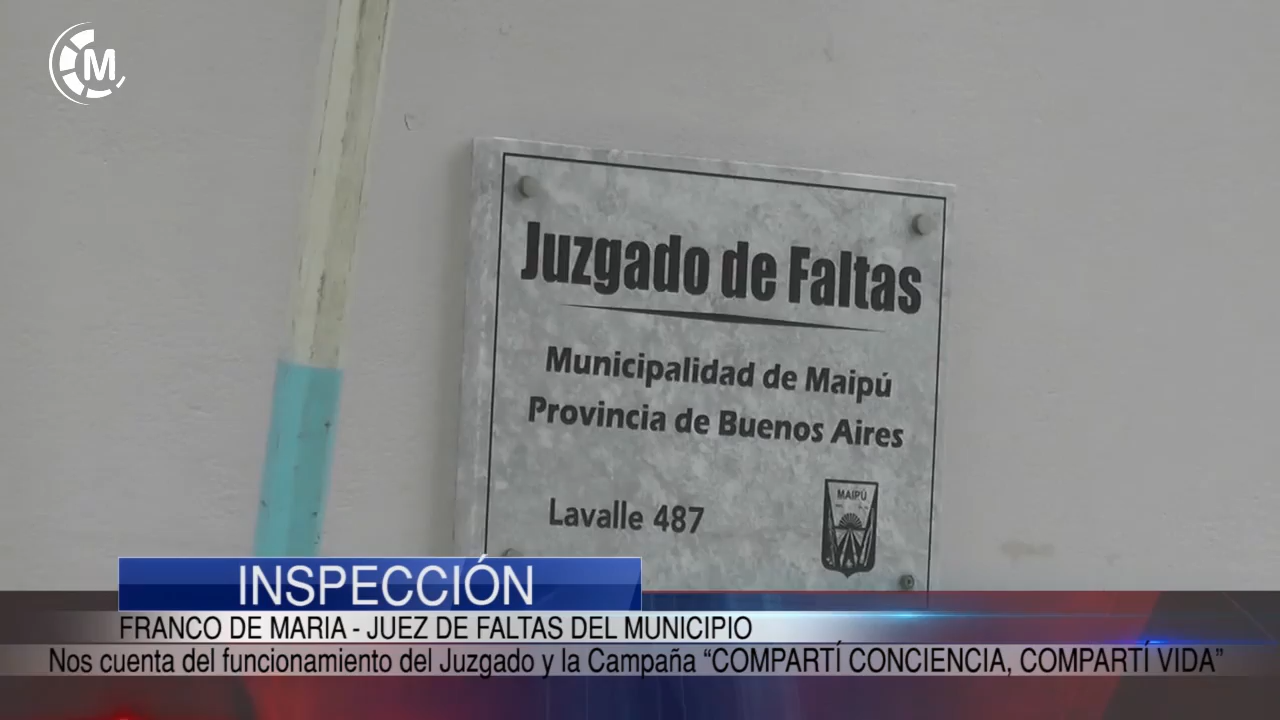 M
Juzgado de Faltas
Municipalidad de Maipú
Provincia de Buenos Aires
Lavalle 487
MAIPÚ
INSPECCIÓN
FRANCO DE MARIA - JUEZ DE FALTAS DEL MUNICIPIO
Nos cuenta del funcionamiento del Juzgado y la Campaña “COMPARTÍ CONCIENCIA, COMPARTÍ VIDA”